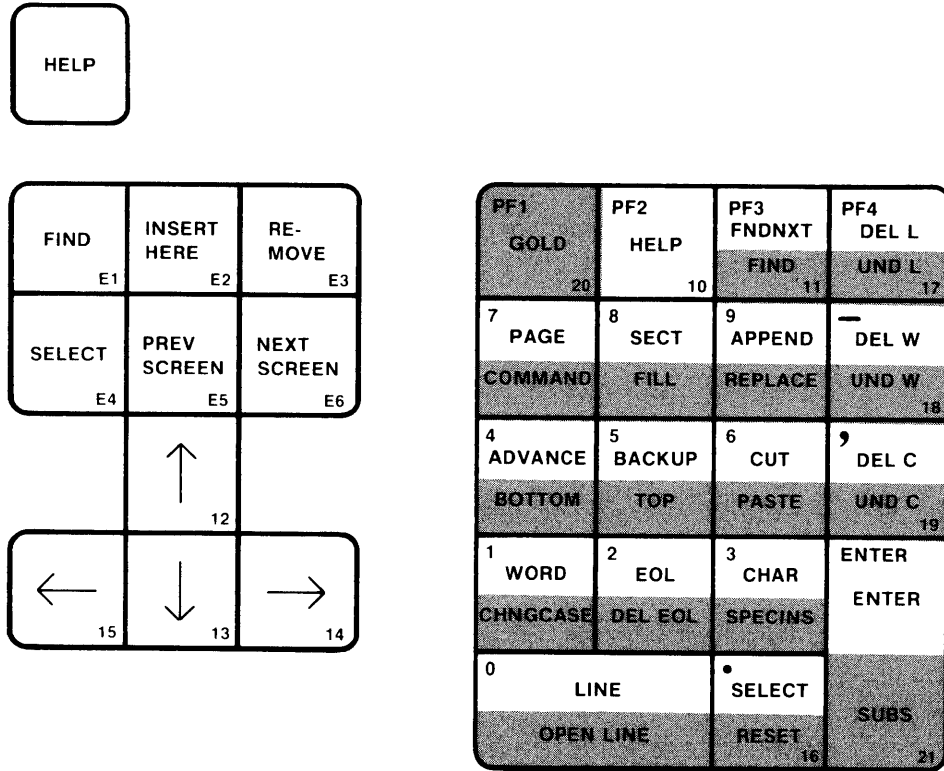 HELP
FIND
E1
INSERT
HERE
E2
RE-
MOVE
E3
SELECT
E4
PREV
SCREEN
E5
NEXT
SCREEN
E6
12
15
13
14
PF1
GOLD
20
PF2
HELP
10
PF3
FNDNXT
FIND
11
PF4
DEL L
UND L
17
7
PAGE
COMMAND
8
SECT
FILL
9
APPEND
REPLACE
–
DEL W
UND W
18
4
ADVANCE
BOTTOM
5
BACKUP
TOP
6
CUT
PASTE
,
DEL C
UND C
19
1
WORD
CHNGCASE
2
EOL
DEL EOL
3
CHAR
SPECINS
ENTER
ENTER
SUBS
21
0
LINE
OPEN LINE
.
SELECT
RESET
16